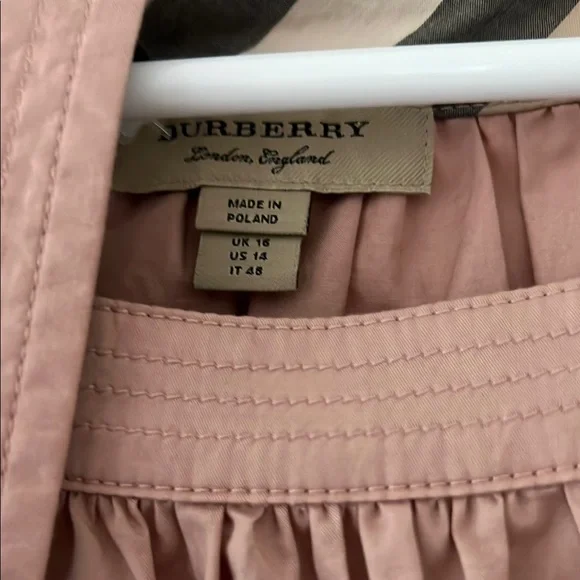 BURBERRY
London, England
MADE IN
POLAND
UK 16
US 14
IT 48